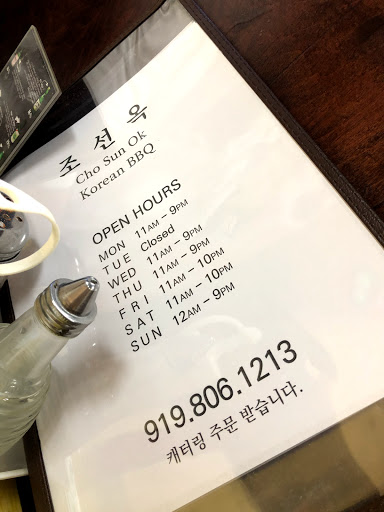 조선옥
Cho Sun Ok
Korean BBQ
OPEN HOURS
MON 11AM – 9PM
TUE Closed
WED 11AM – 9PM
THU 11AM – 9PM
FRI 11AM – 10PM
SAT 11AM – 10PM
SUN 12AM – 9PM
919.806.1213
캐터링 주문 받습니다.